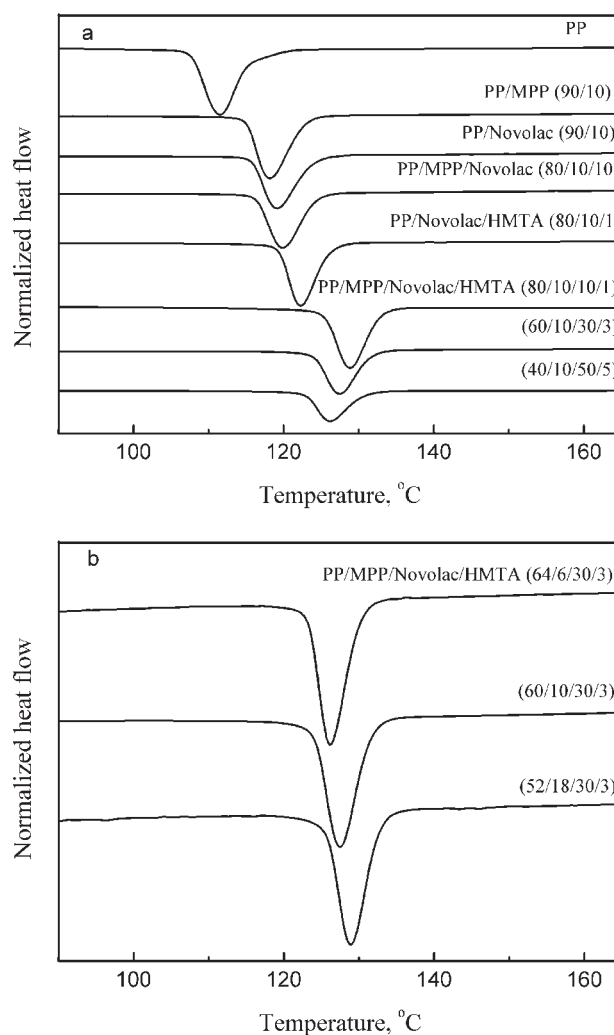 a
PP
PP/MPP (90/10)
PP/Novolac (90/10)
PP/MPP/Novolac (80/10/10
PP/Novolac/HMTA (80/10/1
PP/MPP/Novolac/HMTA (80/10/10/1)
(60/10/30/3)
(40/10/50/5)
Normalized heat flow
100 120 140 160
Temperature, °C
b
PP/MPP/Novolac/HMTA (64/6/30/3)
(60/10/30/3)
(52/18/30/3)
Normalized heat flow
100 120 140 160
Temperature, °C